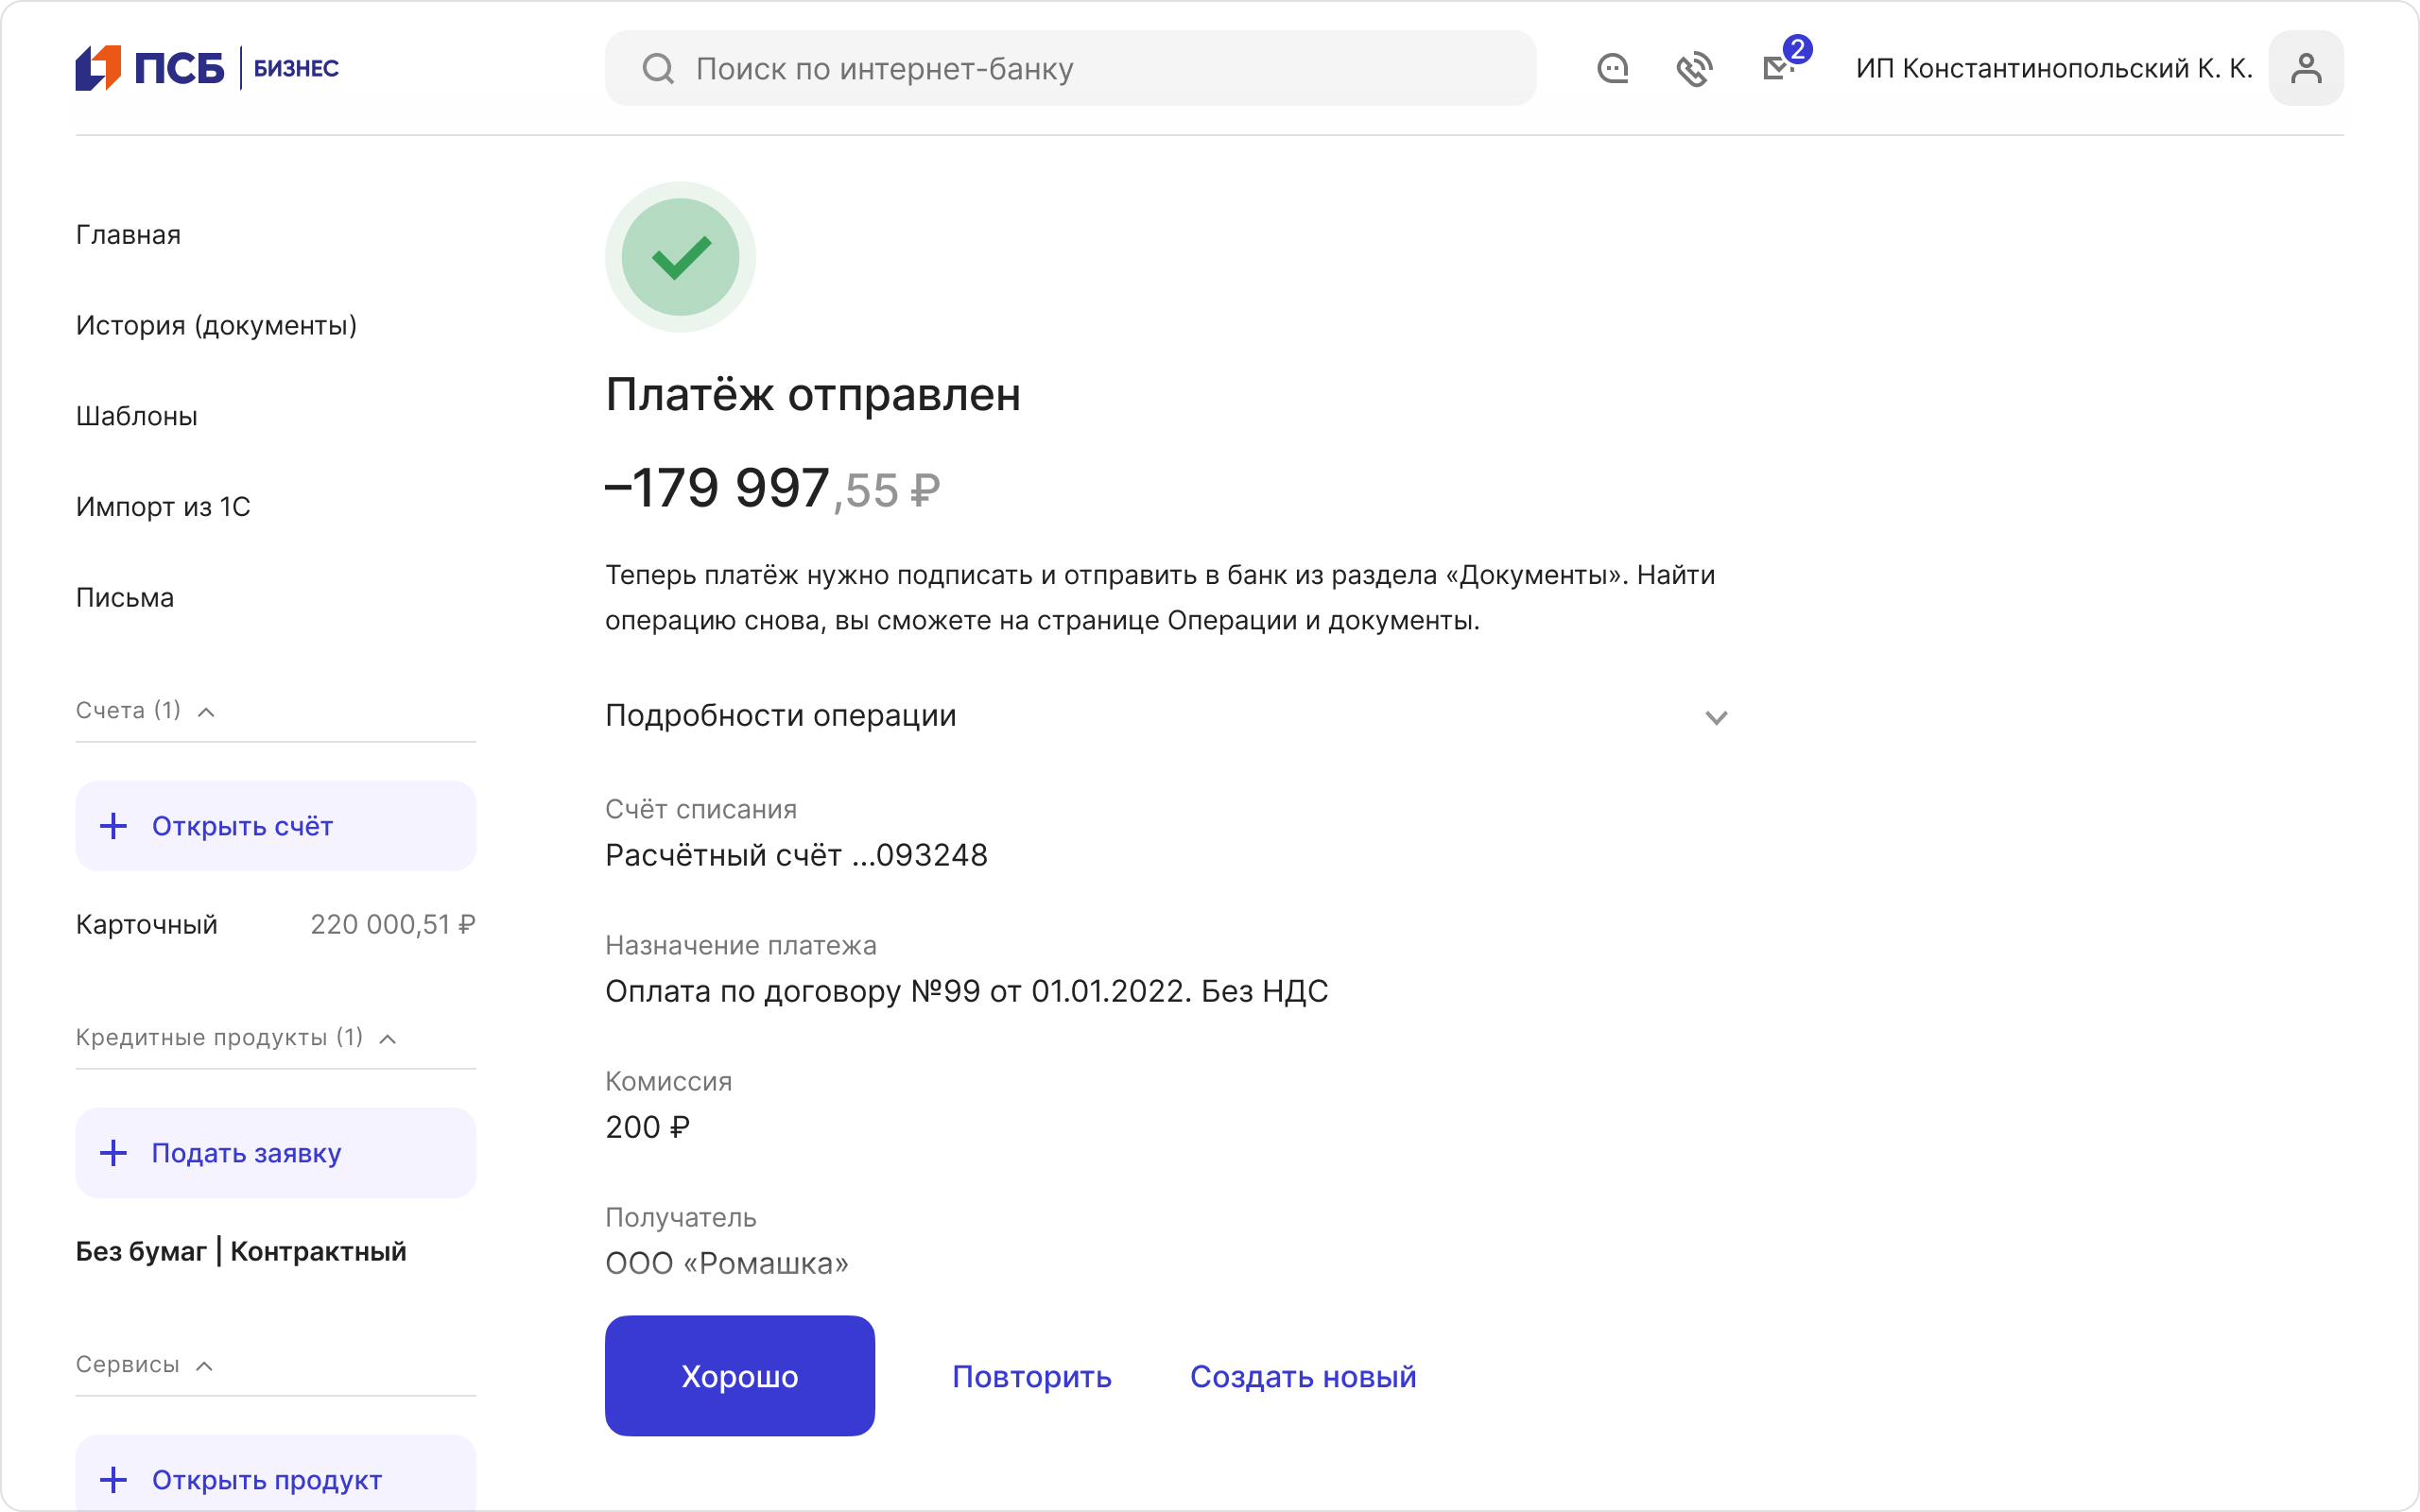 ПСБ БИЗНЕС
Поиск по интернет-банку
2
ИП Константинопольский К. К.
Главная
История (документы)
Шаблоны
Импорт из 1С
Письма
Счета (1)
Открыть счёт
Карточный 220 000,51 ₽
Кредитные продукты (1)
Подать заявку
Без бумаг | Контрактный
Сервисы
Открыть продукт
Платёж отправлен
–179 997,55 ₽
Теперь платёж нужно подписать и отправить в банк из раздела «Документы». Найти
операцию снова, вы сможете на странице Операции и документы.
Подробности операции
Счёт списания
Расчётный счёт ...093248
Назначение платежа
Оплата по договору №99 от 01.01.2022. Без НДС
Комиссия
200 ₽
Получатель
ООО «Ромашка»
Хорошо
Повторить
Создать новый